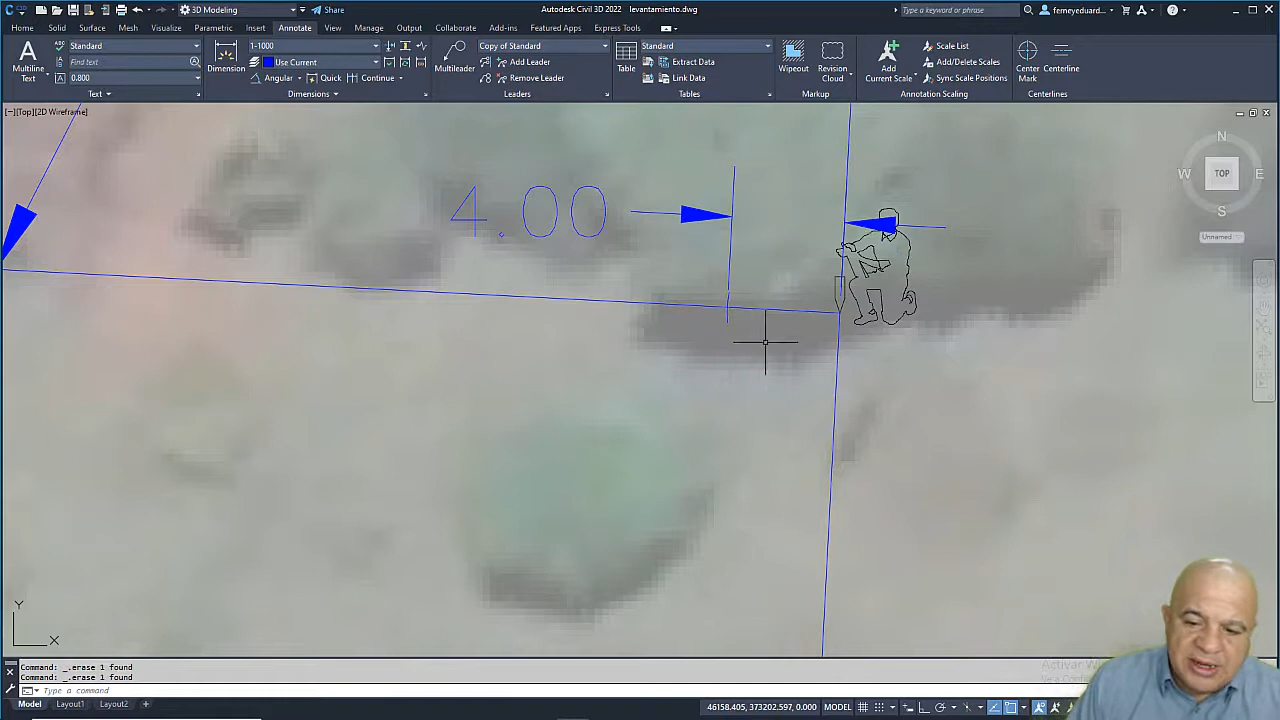 3D Modeling
Share
Autodesk Civil 3D 2022 levantamiento.dwg
Type a keyword or phrase
ferneyeduard...
Home Insert Solid Surface Mesh Parametric Visualize Annotate View Manage Output Collaborate Add-ins Featured Apps Express Tools
Multiline Text
Standard
Find text
0.800
Text
Dimension
1-1000
Use Current
Angular Quick Continue
Dimensions
Multileader
Copy of Standard
Add Leader
Remove Leader
Leaders
Table
Standard
Extract Data
Link Data
Tables
Wipeout
Revision Cloud
Markup
Add Current Scale
Scale List
Add/Delete Scales
Sync Scale Positions
Annotation Scaling
Center Mark
Centerline
Centerlines
[−][Top][2D Wireframe]
N
W TOP E
S
Unnamed
4.00
Y
X
Command: _.erase 1 found
Command: _.erase 1 found
Type a command
Model Layout1 Layout2 +
46158.405, 373202.597, 0.000 MODEL